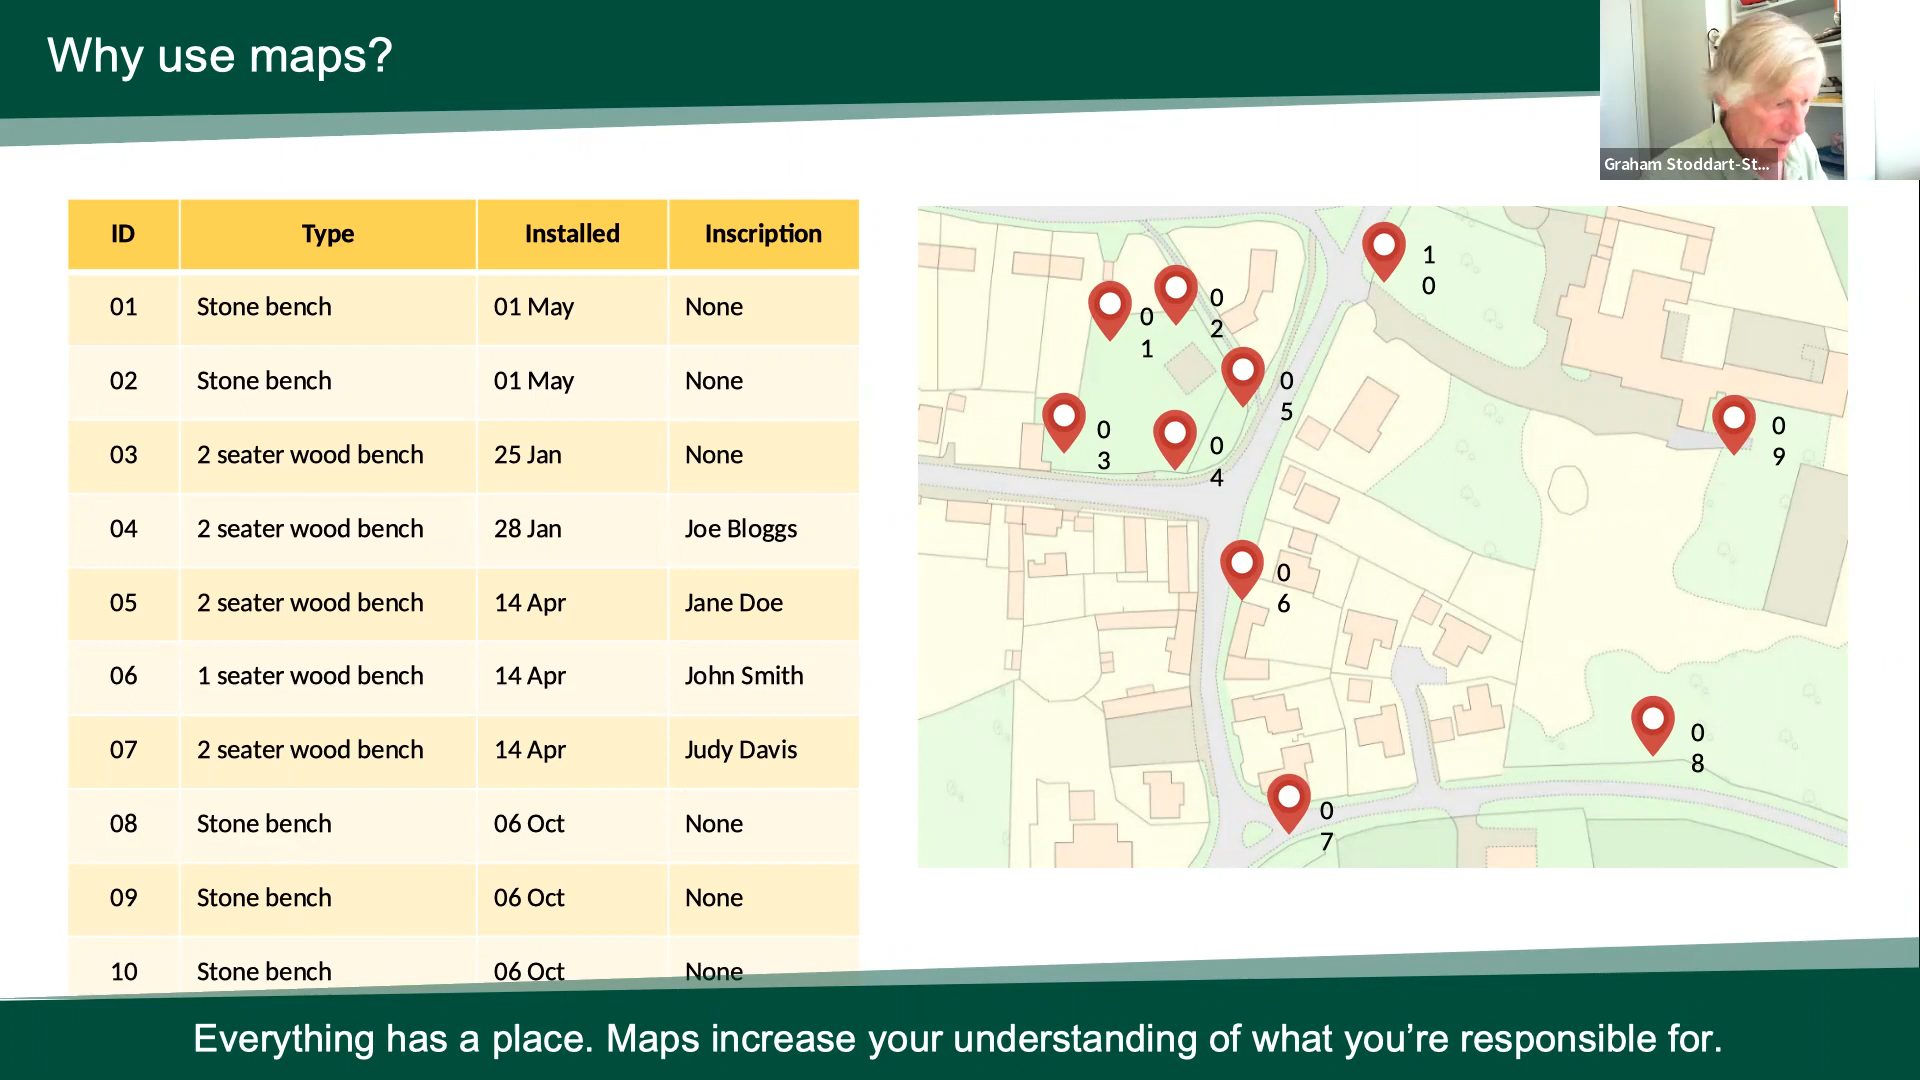 Why use maps?
Graham Stoddart-St...
ID Type Installed Inscription
01 Stone bench 01 May None
02 Stone bench 01 May None
03 2 seater wood bench 25 Jan None
04 2 seater wood bench 28 Jan Joe Bloggs
05 2 seater wood bench 14 Apr Jane Doe
06 1 seater wood bench 14 Apr John Smith
07 2 seater wood bench 14 Apr Judy Davis
08 Stone bench 06 Oct None
09 Stone bench 06 Oct None
10 Stone bench 06 Oct None
1
0
0
2
0
1
0
5
0
3
0
4
0
9
0
6
0
8
0
7
Everything has a place. Maps increase your understanding of what you’re responsible for.